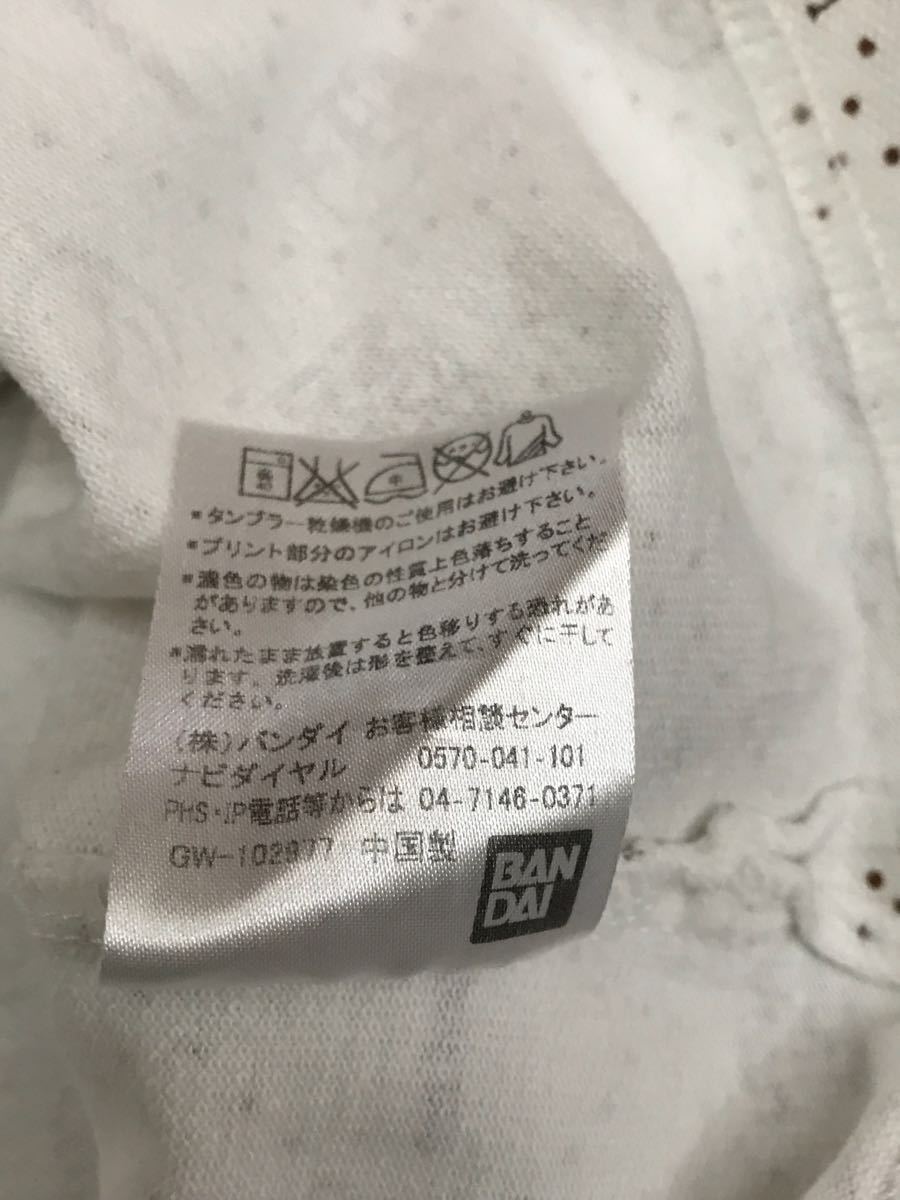 *タンブラー乾燥機のご使用はお避け下さい。
*プリント部分のアイロンはお避け下さい。
*濃色の物は染色の性質上色落ちすること
がありますので、他の物と分けて洗ってくだ
さい。
*濡れたまま放置すると色移りする恐れがあ
ります。洗濯後は形を整えて、すぐに干して
ください。
(株)バンダイ お客様相談センター
ナビダイヤル 0570-041-101
PHS・IP電話等からは 04-7146-0371
GW-102977 中国製
BAN
DAI